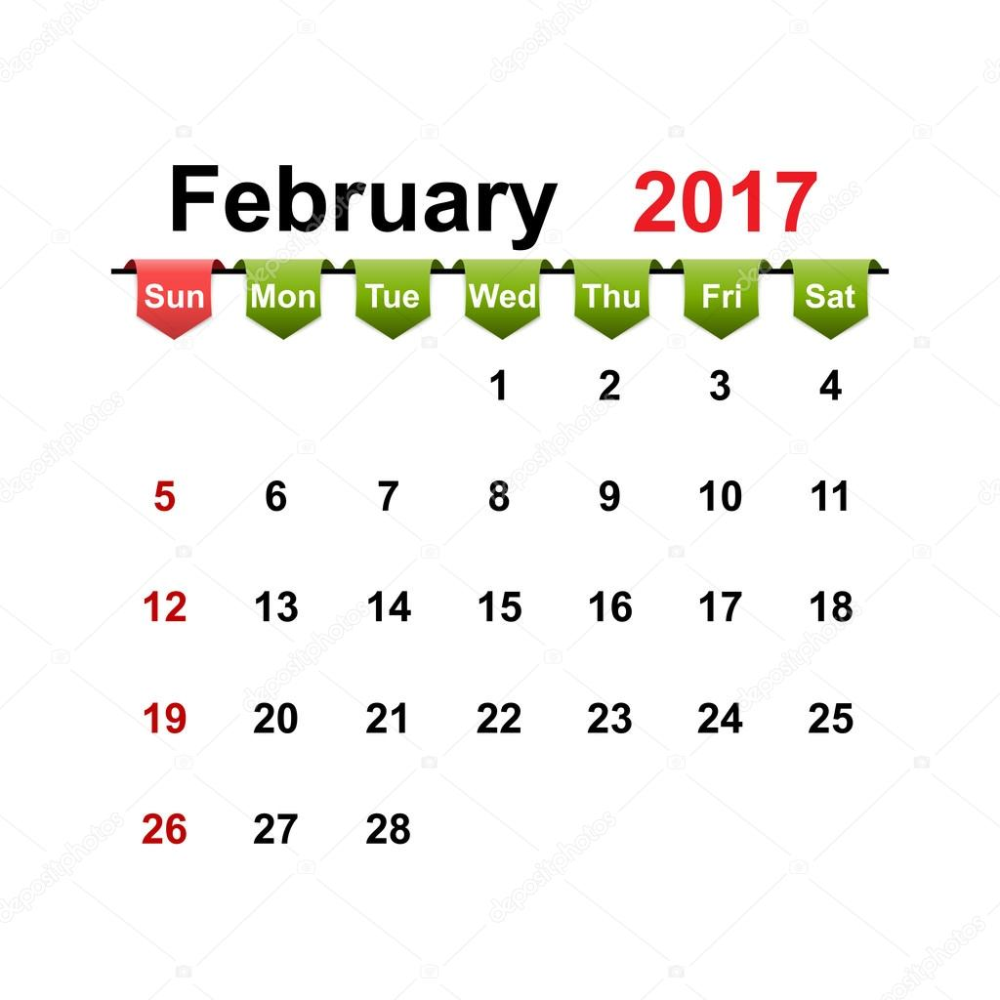 February 2017
Sun Mon Tue Wed Thu Fri Sat
1 2 3 4
5 6 7 8 9 10 11
12 13 14 15 16 17 18
19 20 21 22 23 24 25
26 27 28
depositphotos